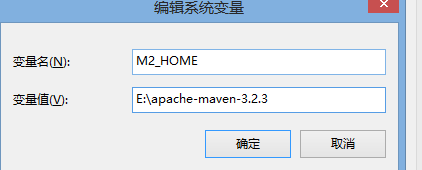 编辑系统变量
变量名(N):
M2_HOME
变量值(V):
E:\apache-maven-3.2.3
确定
取消